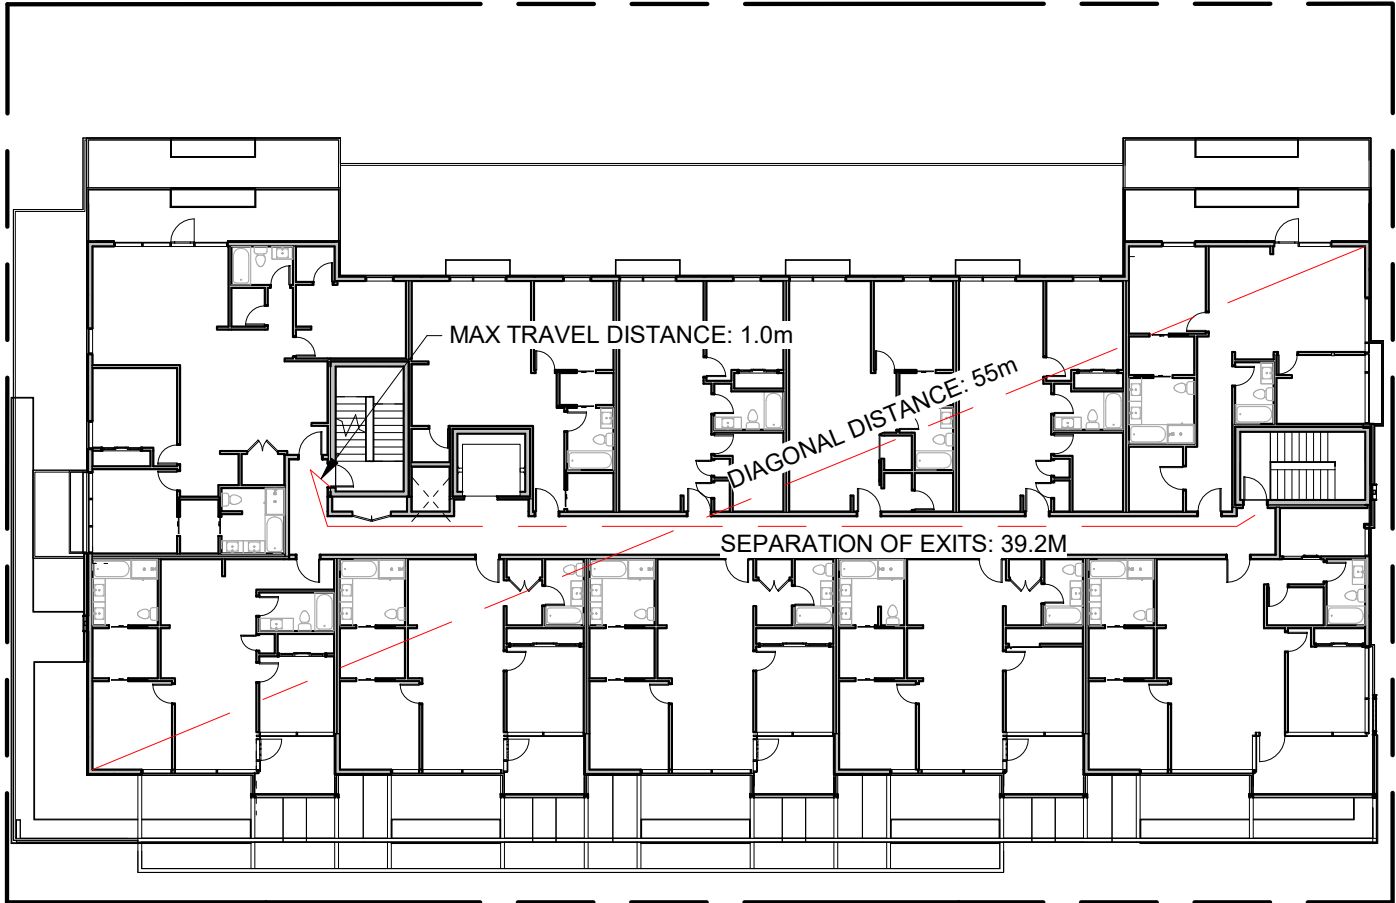 MAX TRAVEL DISTANCE: 1.0m
DIAGONAL DISTANCE: 55m
SEPARATION OF EXITS: 39.2M